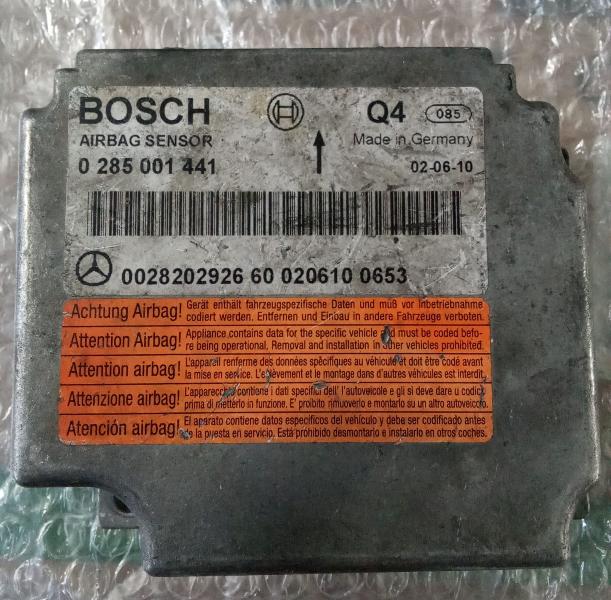 BOSCH Q4 085
AIRBAG SENSOR Made in Germany
0 285 001 441 02-06-10
0028202926 60 020610 0653
Achtung Airbag! Gerät enthält fahrzeugspezifische Daten und muß vor Inbetriebnahme
codiert werden. Entfernen und Einbau in andere Fahrzeuge verboten.
Attention Airbag! Appliance contains data for the specific vehicle and must be coded befo-
re being operational. Removal and installation in other vehicles prohibited.
Attention airbag! L'appareil renferme des données spécifiques au véhicule et doit être codé avant
la mise en service. L'enlèvement et le montage dans d'autres véhicules est interdit.
Attenzione airbag! L'apparecchio contiene i dati specifici dell' l'autoveicole e gli si deve dare u codici
prima di metterlo in funzione. E' proibito rimuoverlo e montarlo su un altro autoveicolo.
Atención airbag! El aparato contiene datos especificos del vehículo y debe ser codificado antes
de la puesta en servicio. Está prohibido desmontarlo e instalarlo en otros coches.